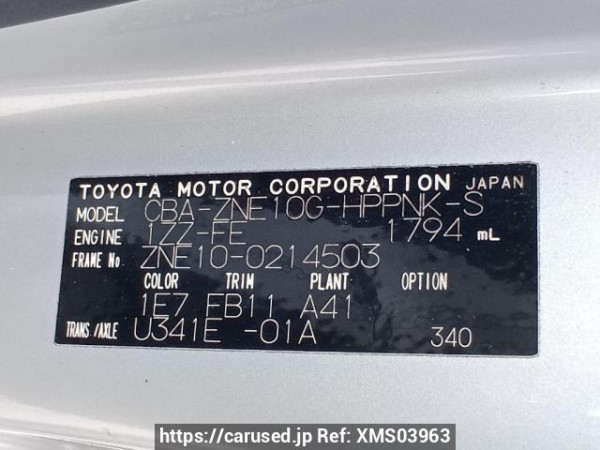 TOYOTA MOTOR CORPORATION JAPAN
MODEL CBA-ZNE10G-HPPNK-S
ENGINE 1ZZ-FE 1794 mL
FRAME No ZNE10-0214503
COLOR TRIM PLANT OPTION
1E7 FB11 A41
TRANS./AXLE U341E -01A 340
https://carused.jp Ref: XMS03963